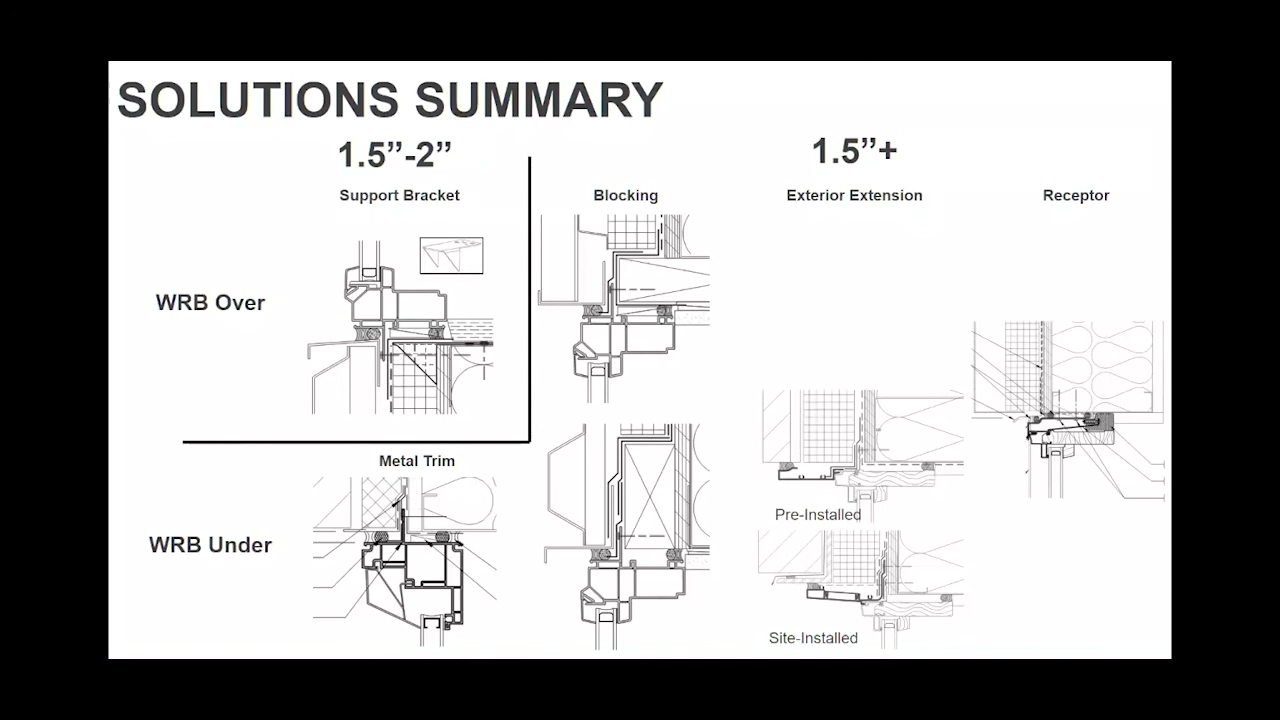 SOLUTIONS SUMMARY
1.5”-2”
1.5”+
Support Bracket
Blocking
Exterior Extension
Receptor
WRB Over
Metal Trim
Pre-Installed
WRB Under
Site-Installed